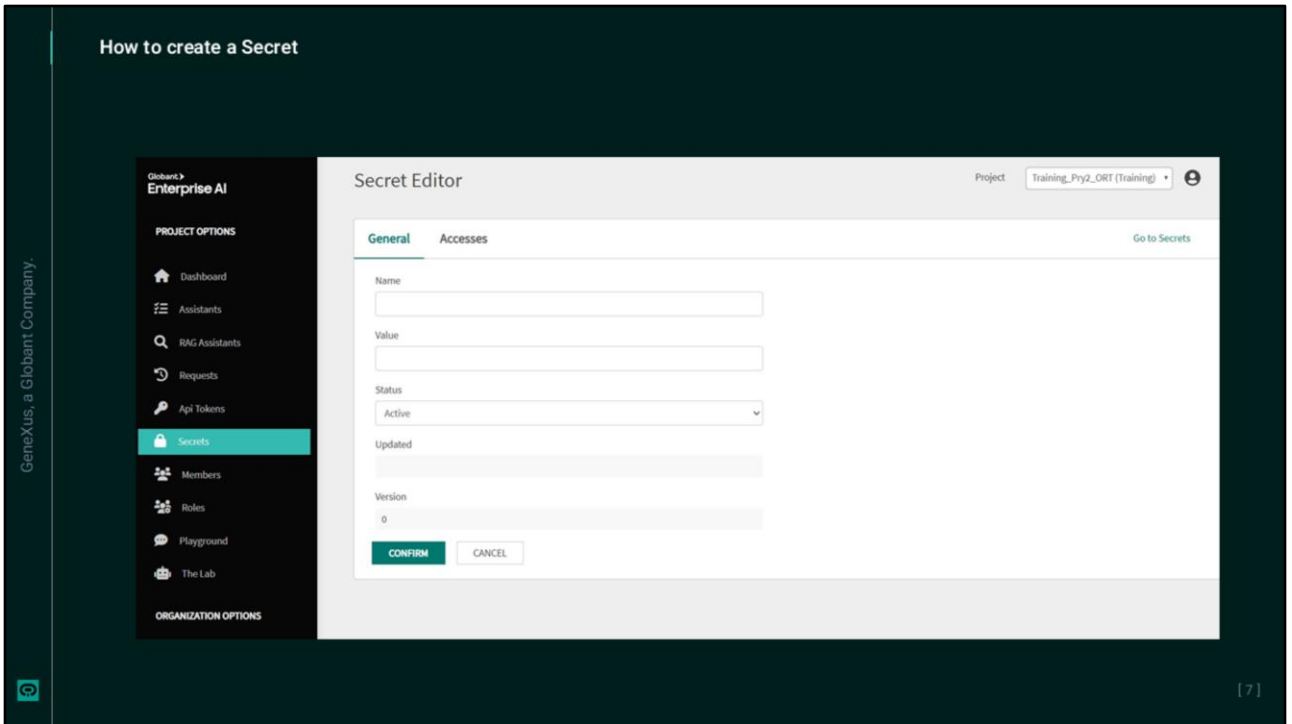 How to create a Secret
GeneXus, a Globant Company.
Globant>
Enterprise AI
PROJECT OPTIONS
Dashboard
Assistants
RAG Assistants
Requests
Api Tokens
Secrets
Members
Roles
Playground
The Lab
ORGANIZATION OPTIONS
Secret Editor
Project
Training_Pry2_ORT (Training)
General
Accesses
Go to Secrets
Name
Value
Status
Active
Updated
Version
0
CONFIRM
CANCEL
[ 7 ]